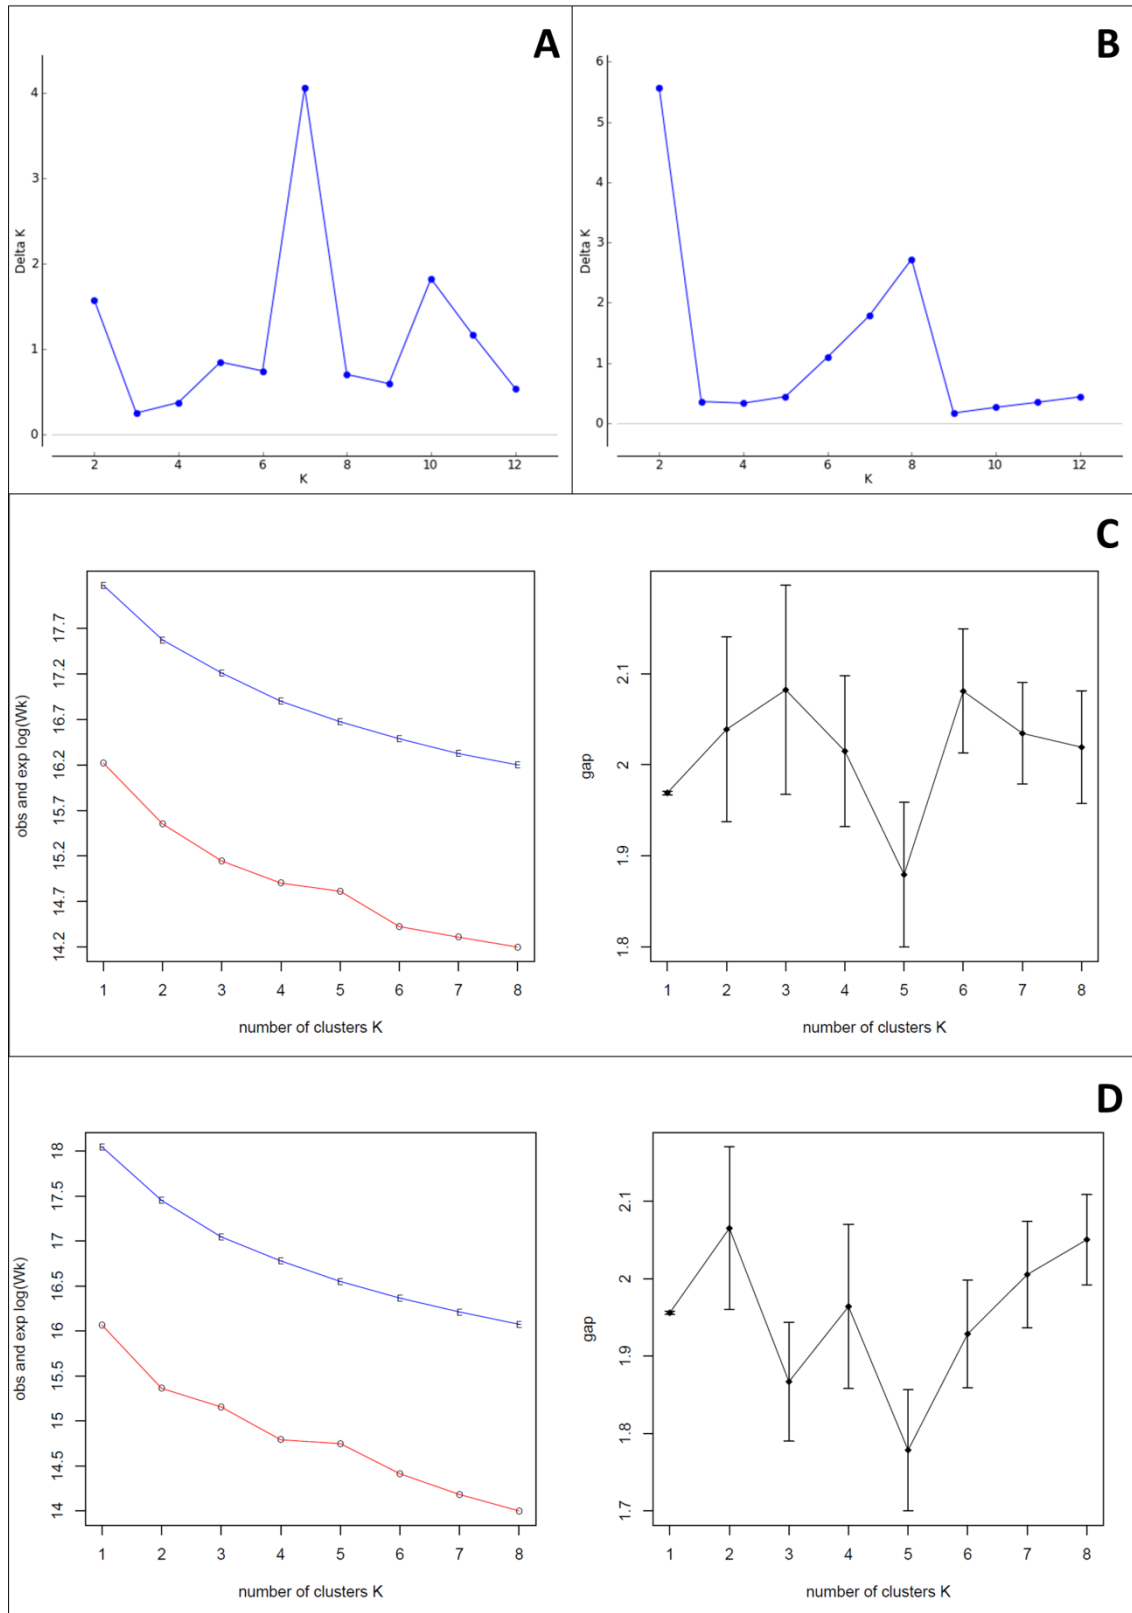 A
Delta K
4
3
2
1
0
2 4 6 8 10 12
K
B
Delta K
6
5
4
3
2
1
0
2 4 6 8 10 12
K
C
obs and exp log(Wk)
17.7
17.2
16.7
16.2
15.7
15.2
14.7
14.2
E E E E E E E E
O O O O O O O O
1 2 3 4 5 6 7 8
number of clusters K
gap
2.1
2
1.9
1.8
1 2 3 4 5 6 7 8
number of clusters K
D
obs and exp log(Wk)
18
17.5
17
16.5
16
15.5
15
14.5
14
E E E E E E E E
O O O O O O O O
1 2 3 4 5 6 7 8
number of clusters K
gap
2.1
2
1.9
1.8
1.7
1 2 3 4 5 6 7 8
number of clusters K